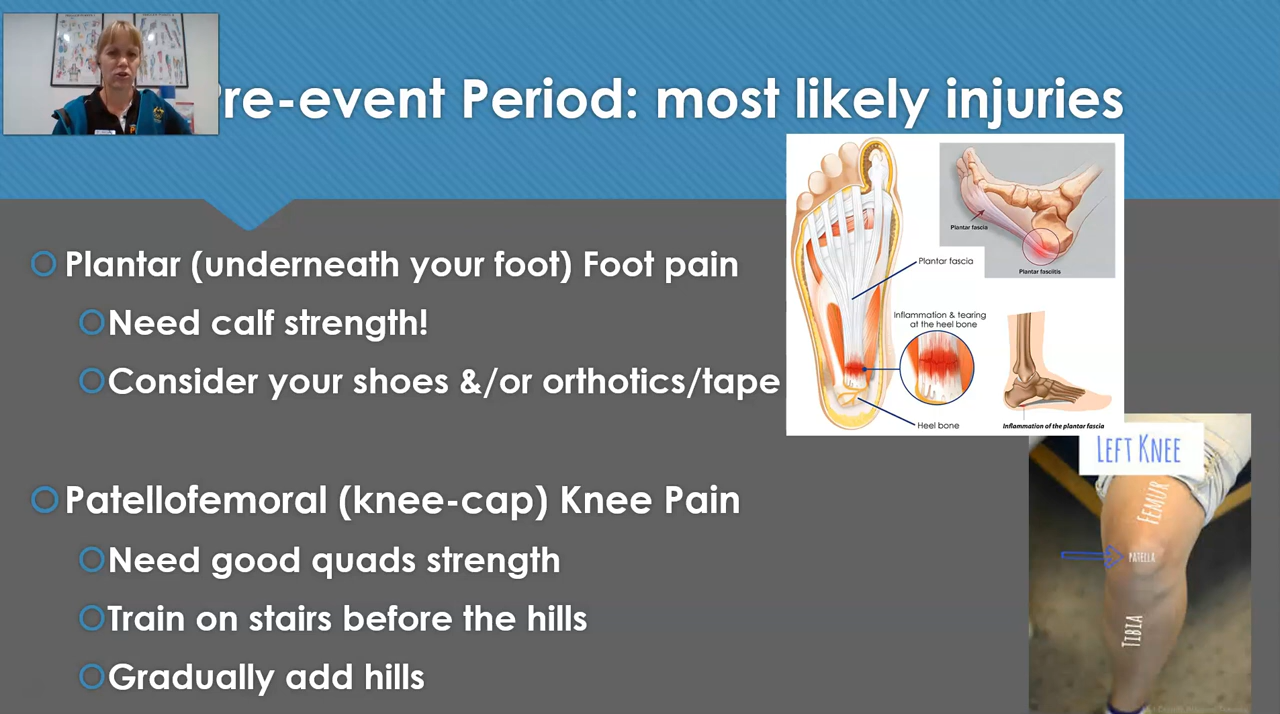 re-event Period: most likely injuries
Plantar (underneath your foot) Foot pain
Need calf strength!
Consider your shoes &/or orthotics/tape
Patellofemoral (knee-cap) Knee Pain
Need good quads strength
Train on stairs before the hills
Gradually add hills
Plantar fascia
Plantar fasciitis
Plantar fascia
Inflammation & tearing
at the heel bone
Heel bone
Inflammation of the plantar fascia
LEFT KNEE
FEMUR
PATELLA
TIBIA